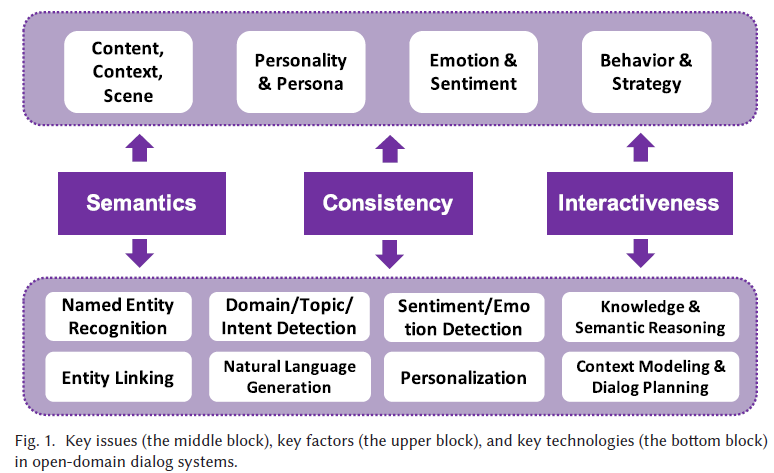 Content,
Context,
Scene
Personality
& Persona
Emotion &
Sentiment
Behavior &
Strategy
Semantics
Consistency
Interactiveness
Named Entity
Recognition
Domain/Topic/
Intent Detection
Sentiment/Emo
tion Detection
Knowledge &
Semantic Reasoning
Entity Linking
Natural Language
Generation
Personalization
Context Modeling &
Dialog Planning
Fig. 1. Key issues (the middle block), key factors (the upper block), and key technologies (the bottom block)
in open-domain dialog systems.